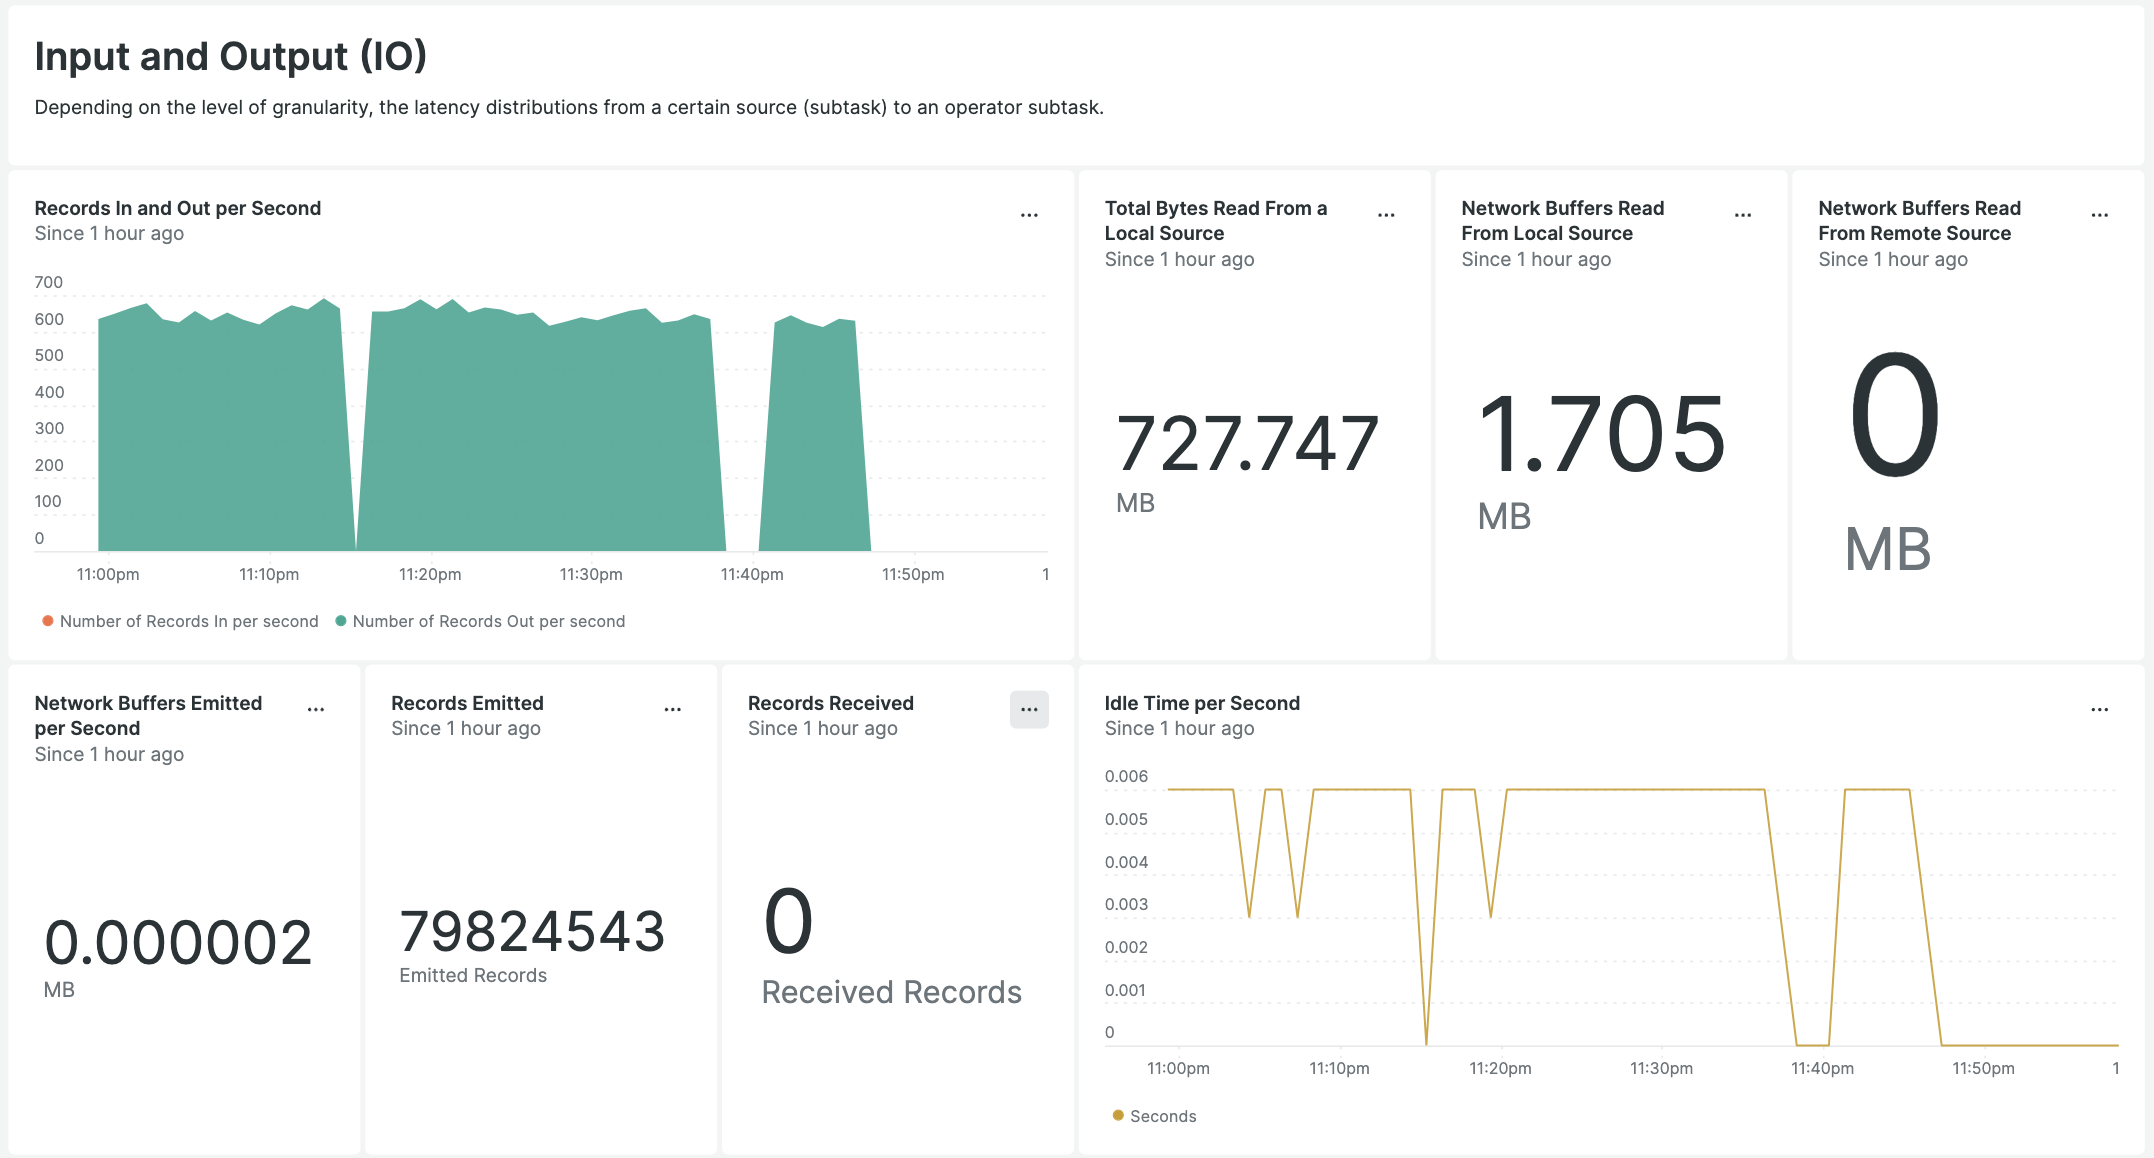 Input and Output (IO)
Depending on the level of granularity, the latency distributions from a certain source (subtask) to an operator subtask.
Records In and Out per Second
Since 1 hour ago
...
700
600
500
400
300
200
100
0
11:00pm 11:10pm 11:20pm 11:30pm 11:40pm 11:50pm 1
Number of Records In per second Number of Records Out per second
Total Bytes Read From a
Local Source
Since 1 hour ago
...
727.747
MB
Network Buffers Read
From Local Source
Since 1 hour ago
...
1.705
MB
Network Buffers Read
From Remote Source
Since 1 hour ago
...
0
MB
Network Buffers Emitted
per Second
Since 1 hour ago
...
0.000002
MB
Records Emitted
Since 1 hour ago
...
79824543
Emitted Records
Records Received
Since 1 hour ago
...
0
Received Records
Idle Time per Second
Since 1 hour ago
...
0.006
0.005
0.004
0.003
0.002
0.001
0
11:00pm 11:10pm 11:20pm 11:30pm 11:40pm 11:50pm 1
Seconds